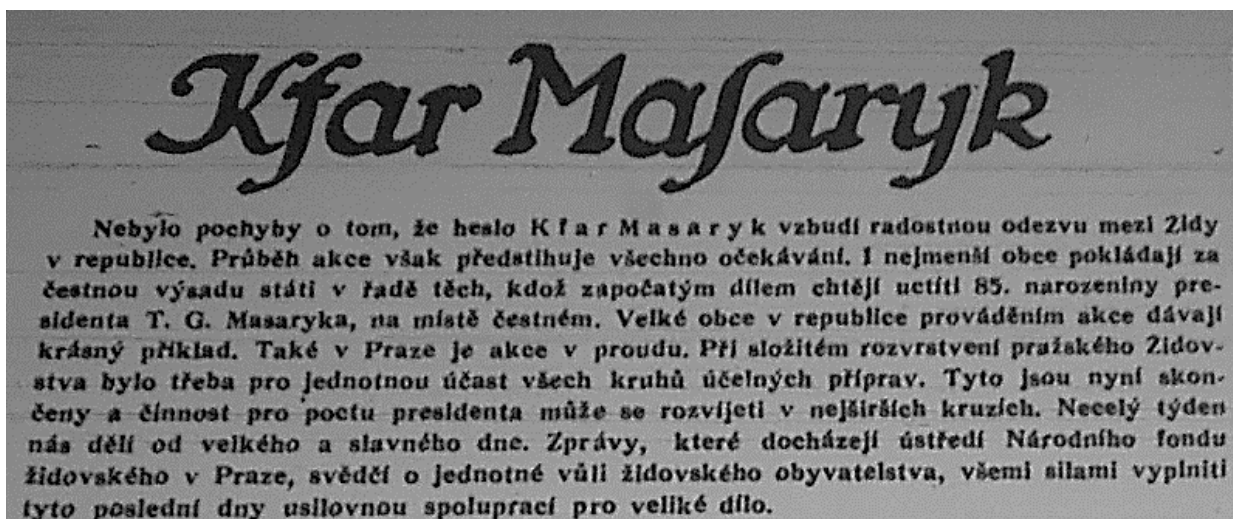 Kfar Masaryk
Nebylo pochyby o tom, že heslo Kfar Masaryk vzbudí radostnou odezvu mezi Židy
v republice. Průběh akce však předstihuje všechno očekávání. I nejmenší obce pokládají za
čestnou výsadu státi v řadě těch, kdož započatým dílem chtějí uctíti 85. narozeniny pre-
sidenta T. G. Masaryka, na místě čestném. Velké obce v republice prováděním akce dávají
krásný příklad. Také v Praze je akce v proudu. Při složitém rozvrstvení pražského Židov-
stva bylo třeba pro jednotnou účast všech kruhů účelných příprav. Tyto jsou nyní skon-
čeny a činnost pro poctu presidenta může se rozvíjeti v nejširších kruzích. Necelý týden
nás dělí od velkého a slavného dne. Zprávy, které docházejí ústředí Národního fondu
židovského v Praze, svědčí o jednotné vůli židovského obyvatelstva, všemi silami vyplniti
tyto poslední dny usilovnou spoluprací pro veliké dílo.